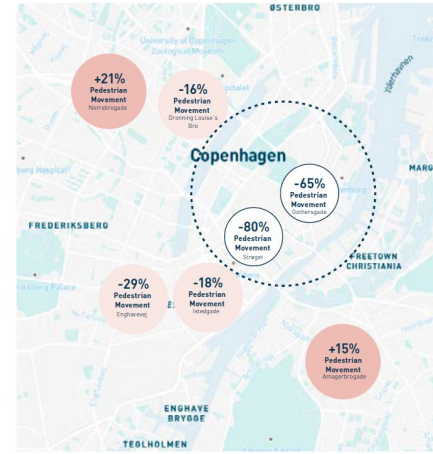 ØSTERBRO
University of Copenhagen
Zoological Museum
+21%
Pedestrian
Movement
Nørrebrogade
-16%
Pedestrian
Movement
Dronning Louise's
Bro
Copenhagen
-65%
Pedestrian
Movement
Gothersgade
MARG
-80%
Pedestrian
Movement
Strøget
FREDERIKSBERG
FREETOWN
CHRISTIANIA
-29%
Pedestrian
Movement
Enghavevej
-18%
Pedestrian
Movement
Istedgade
+15%
Pedestrian
Movement
Amagerbrogade
ENGHAVE
BRYGGE
TEGLHOLMEN